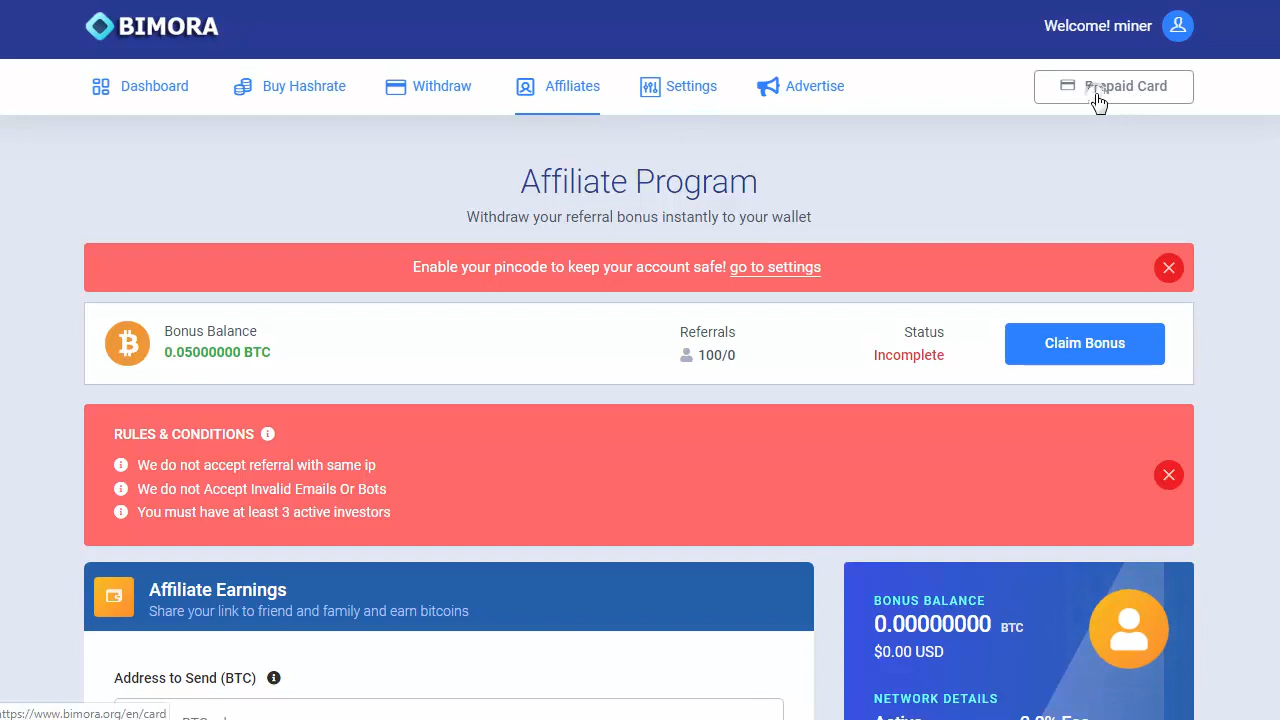 BIMORA
Welcome! miner
Dashboard
Buy Hashrate
Withdraw
Affiliates
Settings
Advertise
Prepaid Card
Affiliate Program
Withdraw your referral bonus instantly to your wallet
Enable your pincode to keep your account safe! go to settings
Bonus Balance
0.05000000 BTC
Referrals
100/0
Status
Incomplete
Claim Bonus
RULES & CONDITIONS
We do not accept referral with same ip
We do not Accept Invalid Emails Or Bots
You must have at least 3 active investors
Affiliate Earnings
Share your link to friend and family and earn bitcoins
Address to Send (BTC)
BONUS BALANCE
0.00000000 BTC
$0.00 USD
NETWORK DETAILS
https://www.bimora.org/en/card